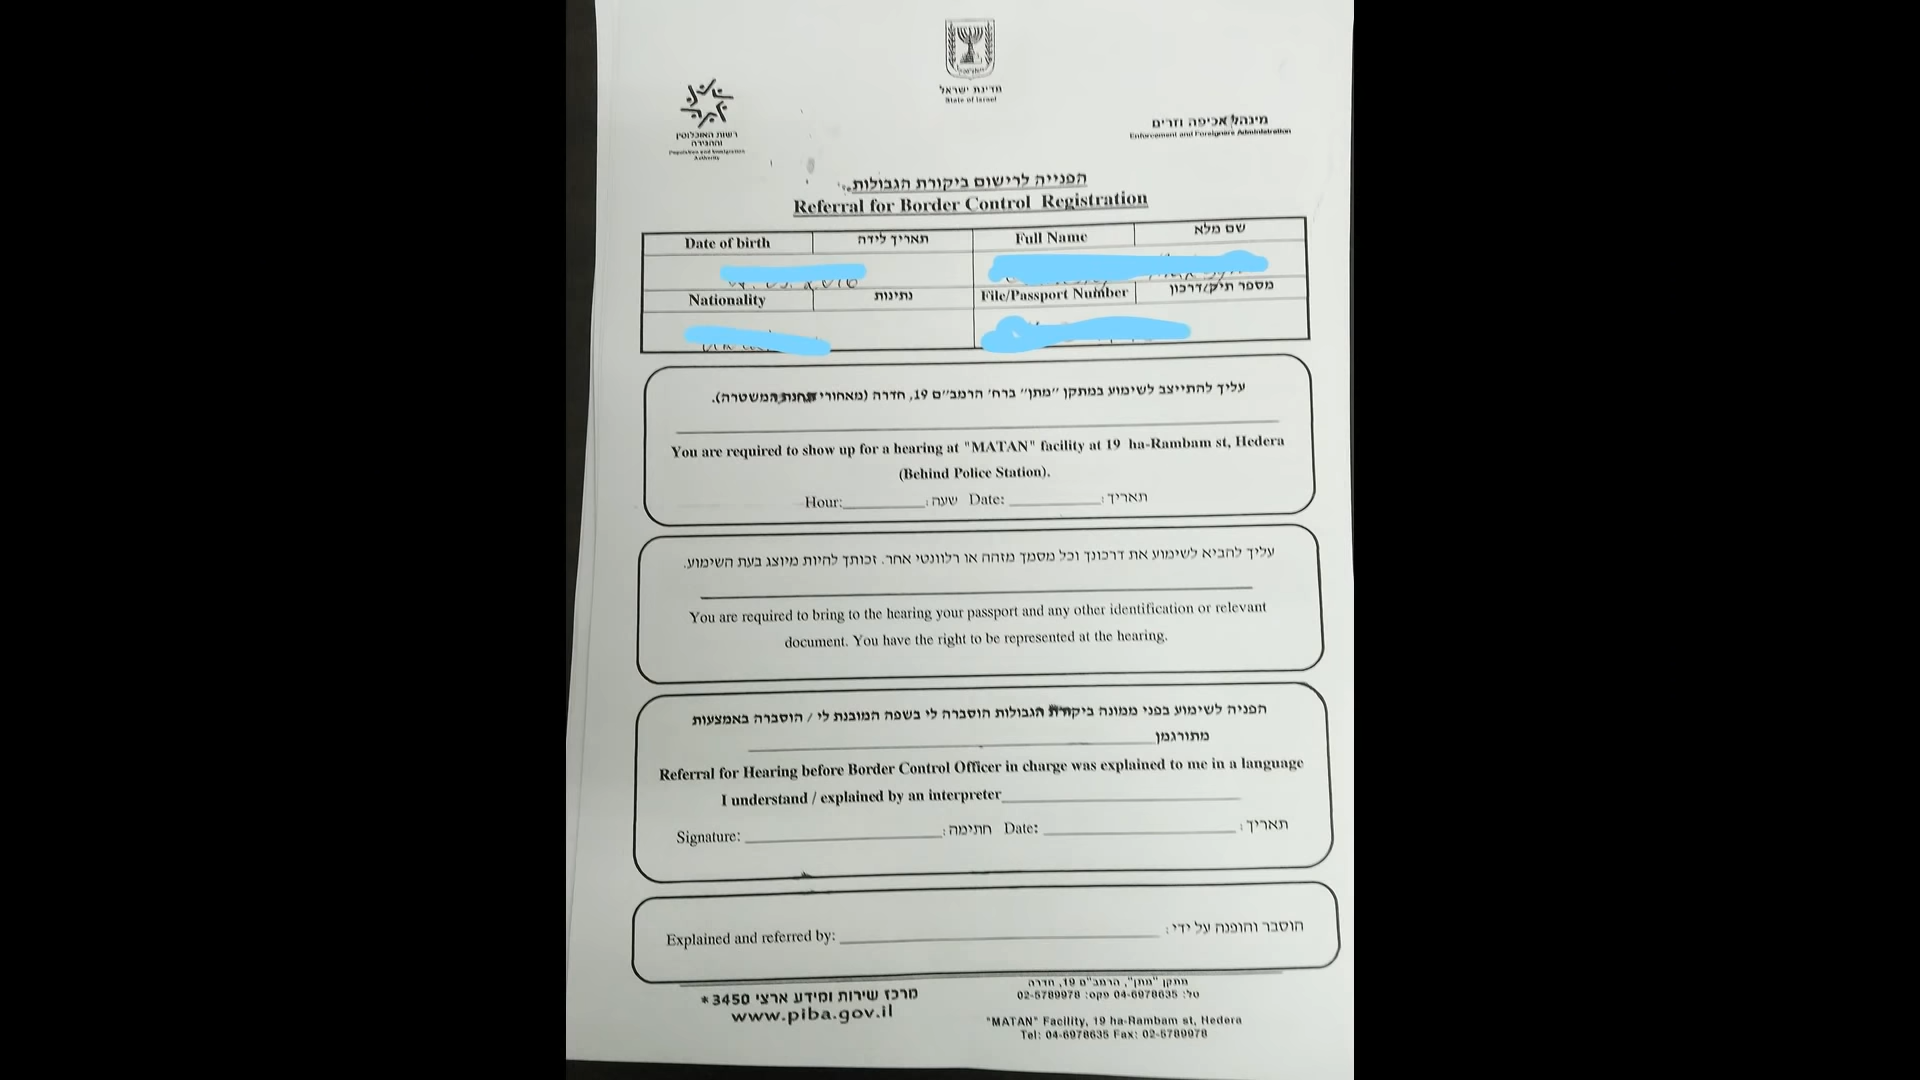 מדינת ישראל
State of Israel
רשות האוכלוסין
וההגירה
Population and Immigration
Authority
מינהל אכיפה וזרים
Enforcement and Foreigners Administration
הפנייה לרישום ביקורת הגבולות
Referral for Border Control Registration
Date of birth תאריך לידה Full Name שם מלא
Nationality נתינות File/Passport Number מספר תיק/דרכון
עליך להתייצב לשימוע במתקן "מתן" ברח' הרמב"ם 19, חדרה (מאחורי תחנת המשטרה).
You are required to show up for a hearing at "MATAN" facility at 19 ha-Rambam st, Hedera
(Behind Police Station).
Hour: שעה: Date: תאריך:
עליך להביא לשימוע את דרכונך וכל מסמך מזהה או רלוונטי אחר. זכותך להיות מיוצג בעת השימוע.
You are required to bring to the hearing your passport and any other identification or relevant
document. You have the right to be represented at the hearing.
הפניה לשימוע בפני ממונה ביקורת הגבולות הוסברה לי בשפה המובנת לי / הוסברה באמצעות
מתורגמן
Referral for Hearing before Border Control Officer in charge was explained to me in a language
I understand / explained by an interpreter
Signature: חתימה: Date: תאריך:
Explained and referred by: הוסבר והופנה על ידי:
מרכז שירות ומידע ארצי 3450*
www.piba.gov.il
מתקן "מתן", הרמב"ם 19, חדרה
טל: 04-6978635 פקס: 02-5789978
"MATAN" Facility, 19 ha-Rambam st, Hedera
Tel: 04-6978635 Fax: 02-5789978